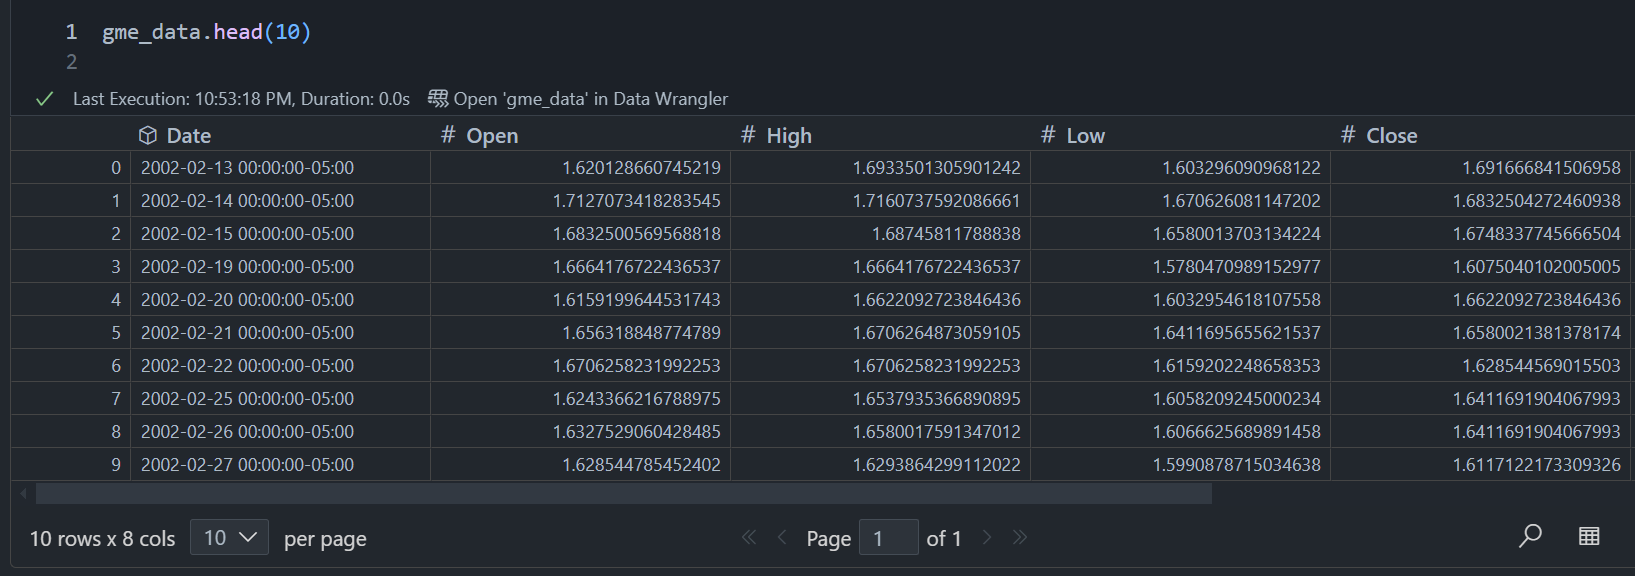 1 gme_data.head(10)
2
Last Execution: 10:53:18 PM, Duration: 0.0s Open 'gme_data' in Data Wrangler
Date # Open # High # Low # Close
0 2002-02-13 00:00:00-05:00 1.620128660745219 1.6933501305901242 1.603296090968122 1.691666841506958
1 2002-02-14 00:00:00-05:00 1.7127073418283545 1.7160737592086661 1.670626081147202 1.6832504272460938
2 2002-02-15 00:00:00-05:00 1.6832500569568818 1.68745811788838 1.6580013703134224 1.6748337745666504
3 2002-02-19 00:00:00-05:00 1.6664176722436537 1.6664176722436537 1.5780470989152977 1.6075040102005005
4 2002-02-20 00:00:00-05:00 1.6159199644531743 1.6622092723846436 1.6032954618107558 1.6622092723846436
5 2002-02-21 00:00:00-05:00 1.656318848774789 1.6706264873059105 1.6411695655621537 1.6580021381378174
6 2002-02-22 00:00:00-05:00 1.6706258231992253 1.6706258231992253 1.6159202248658353 1.628544569015503
7 2002-02-25 00:00:00-05:00 1.6243366216788975 1.6537935366890895 1.6058209245000234 1.6411691904067993
8 2002-02-26 00:00:00-05:00 1.6327529060428485 1.6580017591347012 1.6066625689891458 1.6411691904067993
9 2002-02-27 00:00:00-05:00 1.628544785452402 1.6293864299112022 1.5990878715034638 1.6117122173309326
10 rows x 8 cols 10 per page « < Page 1 of 1 > »